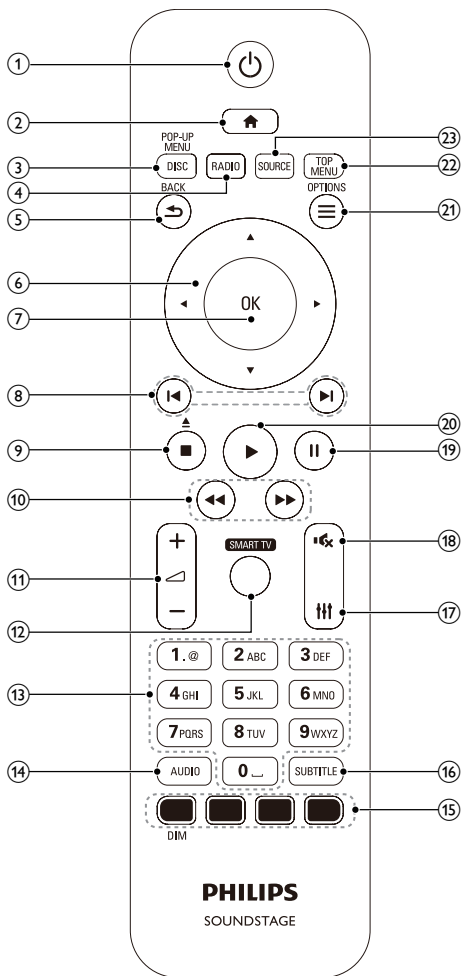 1
2
23
POP-UP
MENU
3
DISC
RADIO
SOURCE
TOP
MENU
22
4
BACK
OPTIONS
5
21
6
OK
7
8
20
9
19
10
SMART TV
18
11
12
17
1.@ 2 ABC 3 DEF
13
4 GHI 5 JKL 6 MNO
7 PQRS 8 TUV 9 WXYZ
14
AUDIO
0
SUBTITLE
16
15
DIM
PHILIPS
SOUNDSTAGE